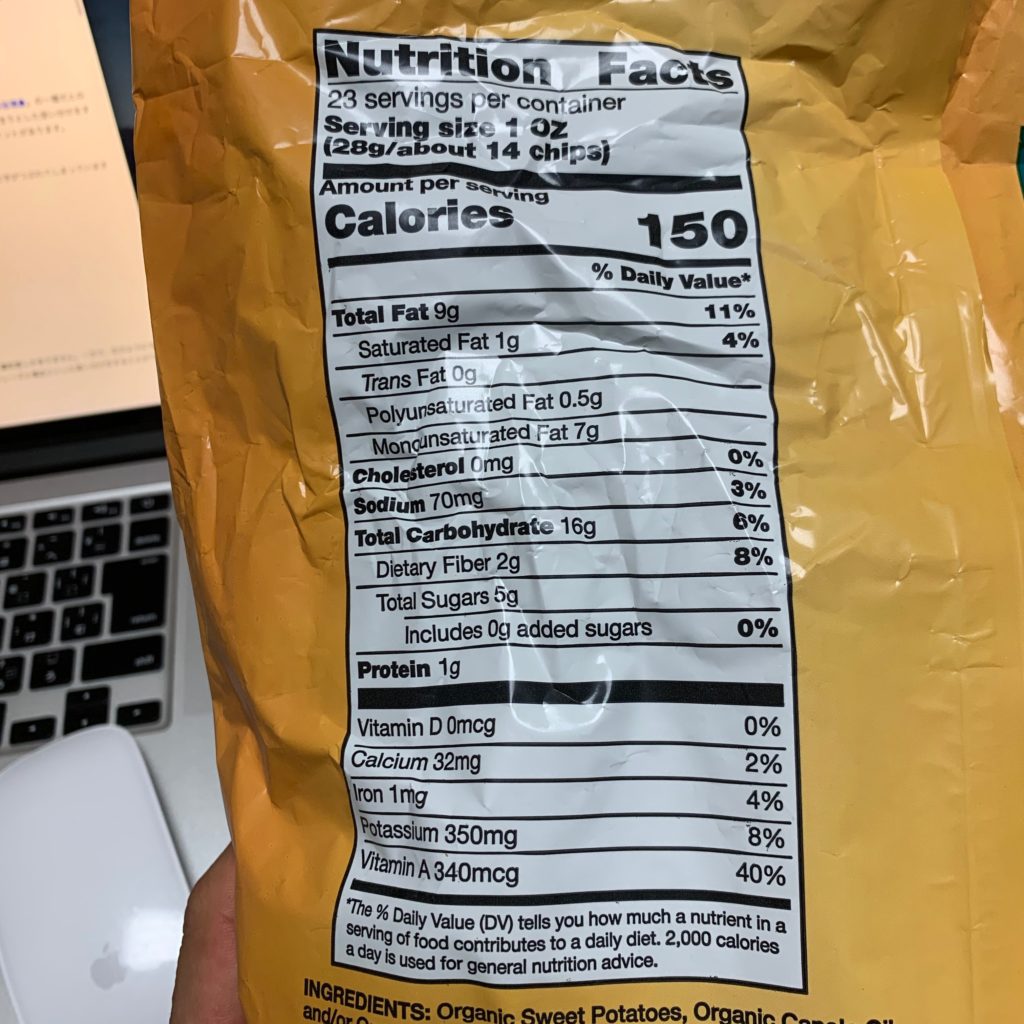 Nutrition Facts
23 servings per container
Serving size 1 OZ
(28g/about 14 chips)
Amount per serving
Calories 150
% Daily Value*
Total Fat 9g 11%
Saturated Fat 1g 4%
Trans Fat 0g
Polyunsaturated Fat 0.5g
Monounsaturated Fat 7g
Cholesterol 0mg 0%
Sodium 70mg 3%
Total Carbohydrate 16g 6%
Dietary Fiber 2g 8%
Total Sugars 5g
Includes 0g added sugars 0%
Protein 1g
Vitamin D 0mcg 0%
Calcium 32mg 2%
Iron 1mg 4%
Potassium 350mg 8%
Vitamin A 340mcg 40%
*The % Daily Value (DV) tells you how much a nutrient in a
serving of food contributes to a daily diet. 2,000 calories
a day is used for general nutrition advice.
INGREDIENTS: Organic Sweet Potatoes, Organic
and/or